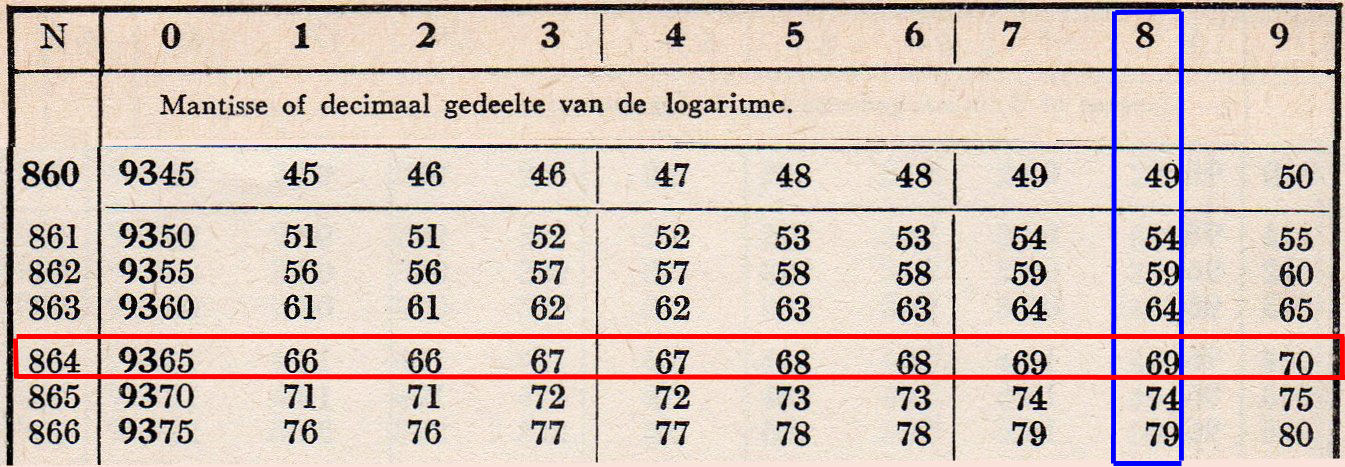 N 0 1 2 3 4 5 6 7 8 9
Mantisse of decimaal gedeelte van de logaritme.
860 9345 45 46 46 47 48 48 49 49 50
861 9350 51 51 52 52 53 53 54 54 55
862 9355 56 56 57 57 58 58 59 59 60
863 9360 61 61 62 62 63 63 64 64 65
864 9365 66 66 67 67 68 68 69 69 70
865 9370 71 71 72 72 73 73 74 74 75
866 9375 76 76 77 77 78 78 79 79 80